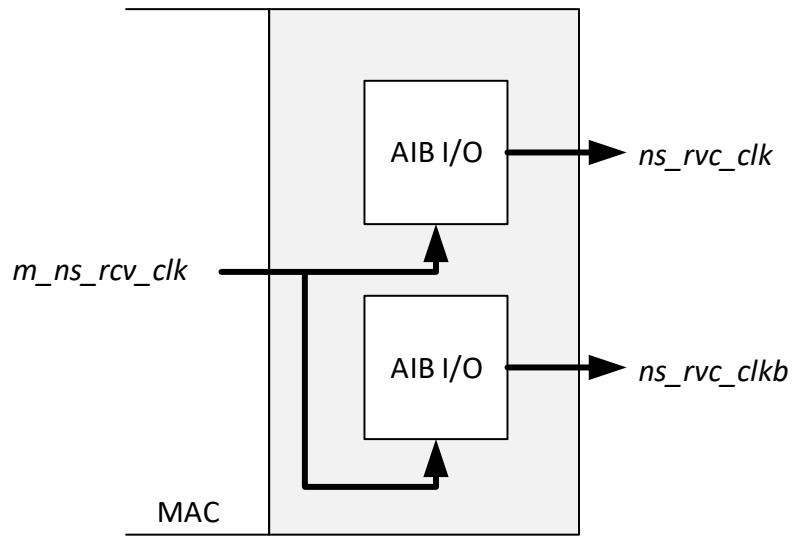 AIB I/O
ns_rvc_clk
m_ns_rcv_clk
AIB I/O
ns_rvc_clkb
MAC